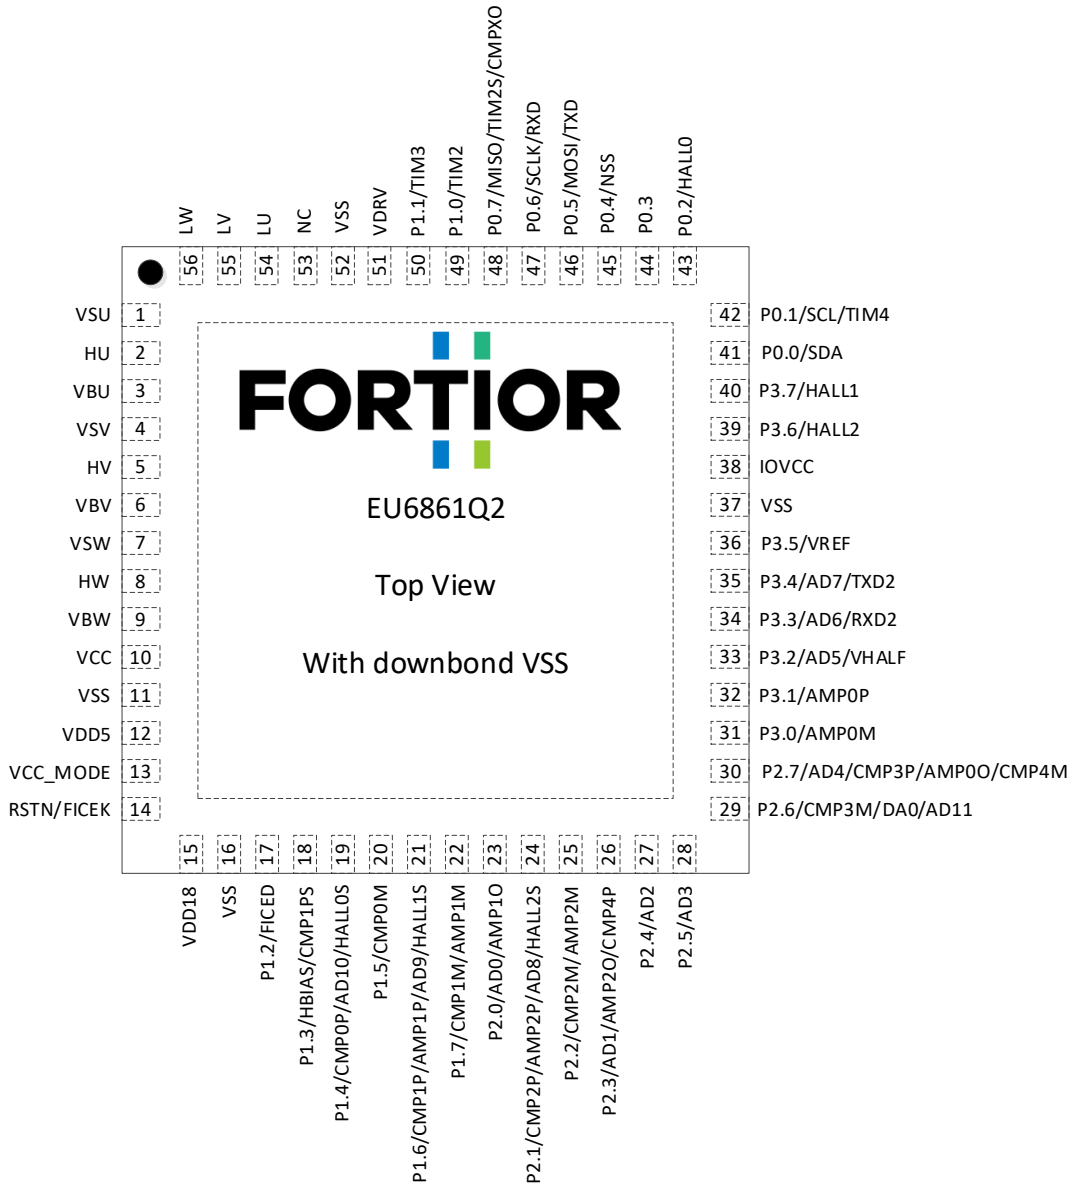 LW
LV
LU
NC
VSS
VDRV
P1.1/TIM3
P1.0/TIM2
P0.7/MISO/TIM2S/CMPXO
P0.6/SCLK/RXD
P0.5/MOSI/TXD
P0.4/NSS
P0.3
P0.2/HALL0
56 55 54 53 52 51 50 49 48 47 46 45 44 43
VSU 1
HU 2
VBU 3
VSV 4
HV 5
VBV 6
VSW 7
HW 8
VBW 9
VCC 10
VSS 11
VDD5 12
VCC_MODE 13
RSTN/FICEK 14
FORTIOR
EU6861Q2
Top View
With downbond VSS
42 P0.1/SCL/TIM4
41 P0.0/SDA
40 P3.7/HALL1
39 P3.6/HALL2
38 IOVCC
37 VSS
36 P3.5/VREF
35 P3.4/AD7/TXD2
34 P3.3/AD6/RXD2
33 P3.2/AD5/VHALF
32 P3.1/AMP0P
31 P3.0/AMP0M
30 P2.7/AD4/CMP3P/AMP0O/CMP4M
29 P2.6/CMP3M/DA0/AD11
15 16 17 18 19 20 21 22 23 24 25 26 27 28
VDD18
VSS
P1.2/FICED
P1.3/HBIAS/CMP1PS
P1.4/CMP0P/AD10/HALL0S
P1.5/CMP0M
P1.6/CMP1P/AMP1P/AD9/HALL1S
P1.7/CMP1M/AMP1M
P2.0/AD0/AMP1O
P2.1/CMP2P/AMP2P/AD8/HALL2S
P2.2/CMP2M/AMP2M
P2.3/AD1/AMP2O/CMP4P
P2.4/AD2
P2.5/AD3